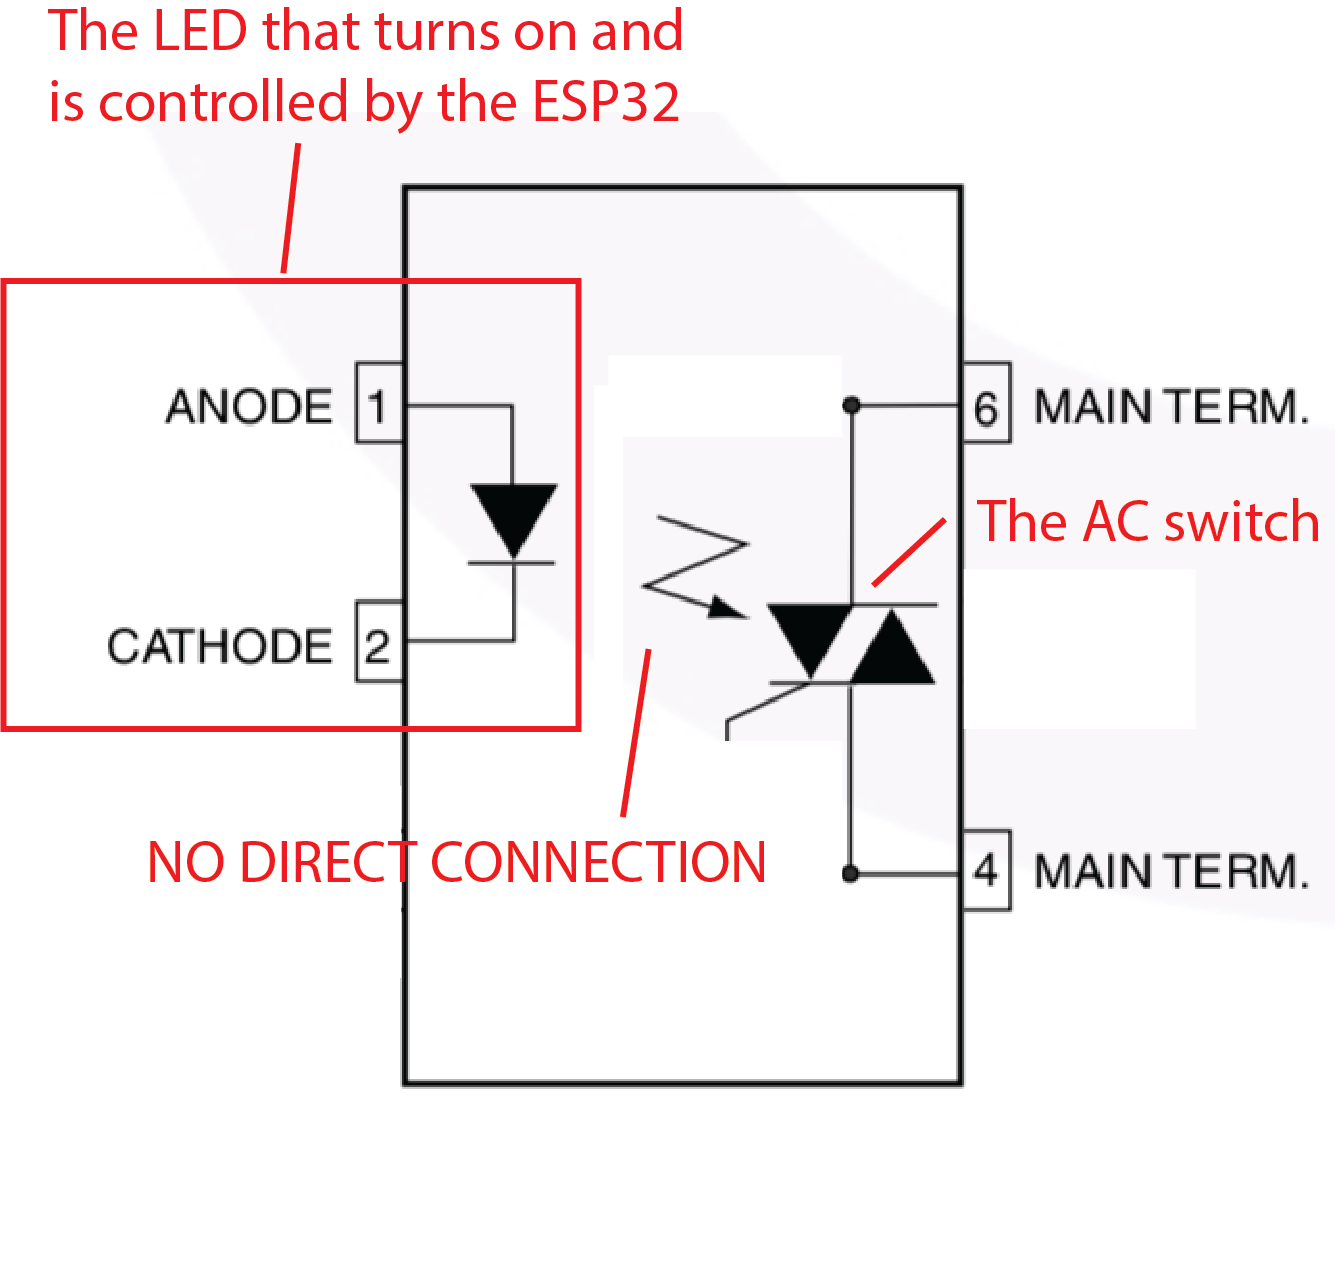 The LED that turns on and
is controlled by the ESP32
ANODE 1
6 MAIN TERM.
The AC switch
CATHODE 2
NO DIRECT CONNECTION
4 MAIN TERM.